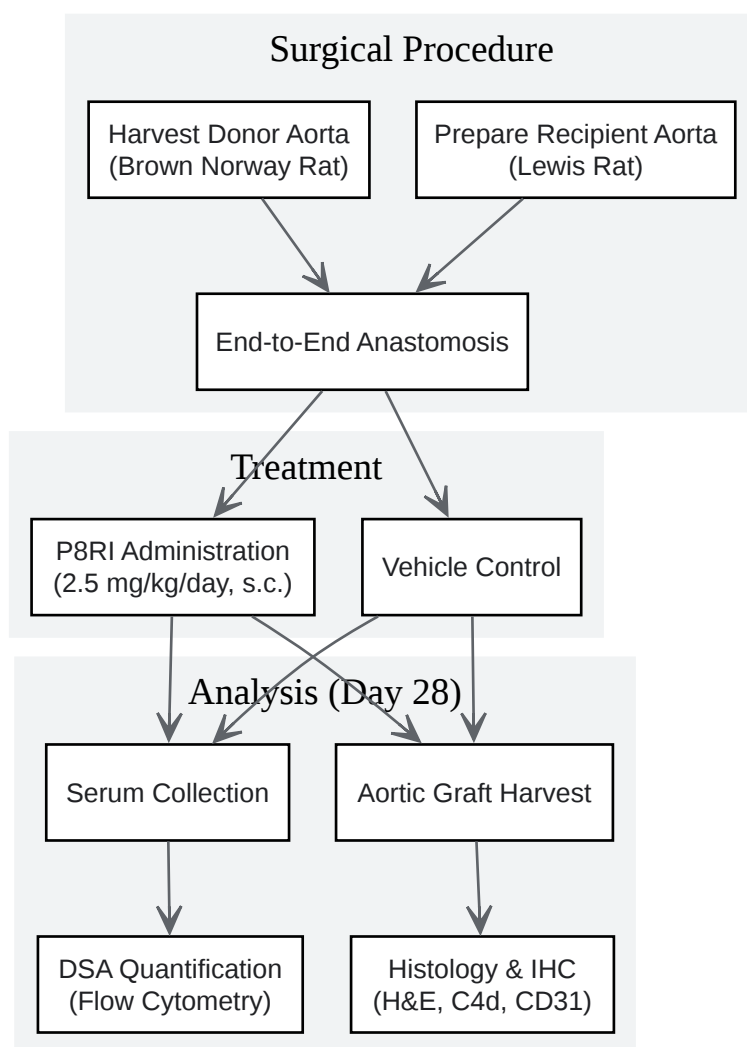 Surgical Procedure
Harvest Donor Aorta
(Brown Norway Rat)
Prepare Recipient Aorta
(Lewis Rat)
End-to-End Anastomosis
Treatment
P8RI Administration
(2.5 mg/kg/day, s.c.)
Vehicle Control
Analysis (Day 28)
Serum Collection
Aortic Graft Harvest
DSA Quantification
(Flow Cytometry)
Histology & IHC
(H&E, C4d, CD31)